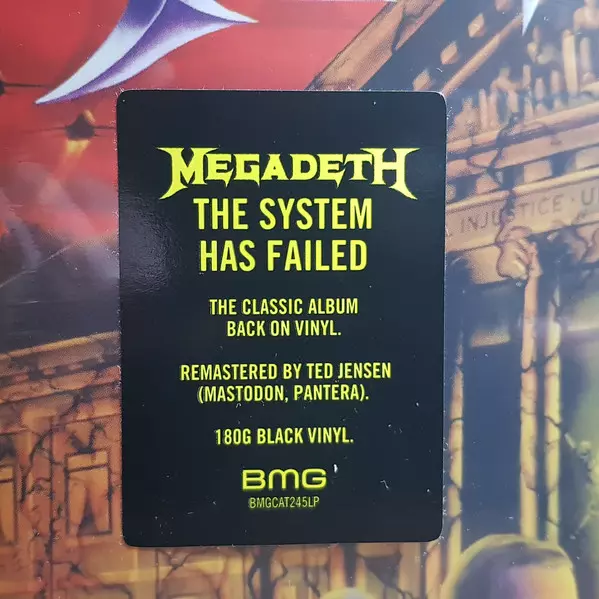 MEGADETH
THE SYSTEM
HAS FAILED
THE CLASSIC ALBUM
BACK ON VINYL.
REMASTERED BY TED JENSEN
(MASTODON, PANTERA).
180G BLACK VINYL.
BMG
BMGCAT245LP
INJUSTICE · U